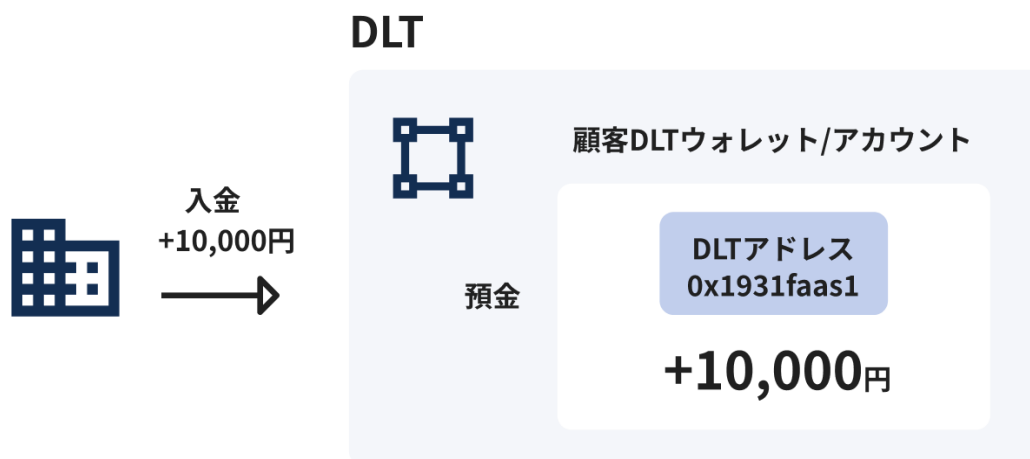 DLT
顧客DLTウォレット/アカウント
入金
+10,000円
DLTアドレス
0x1931faas1
預金
+10,000円